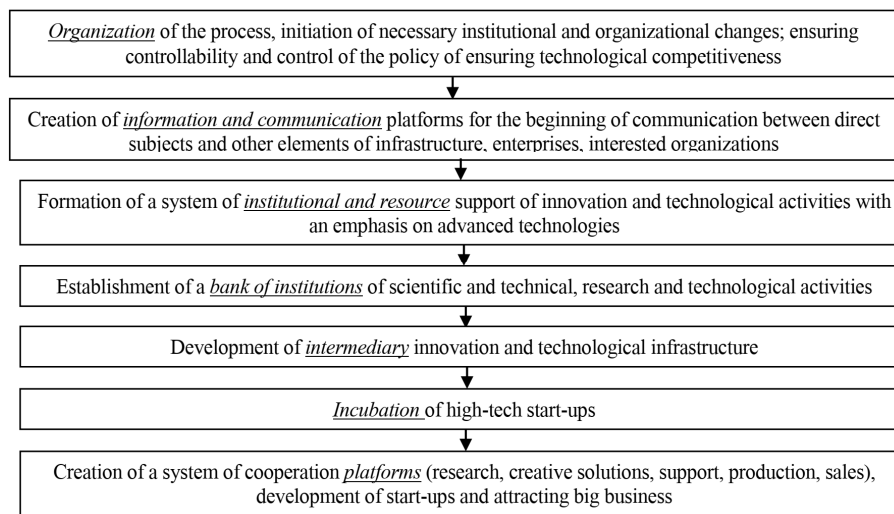 Organization of the process, initiation of necessary institutional and organizational changes; ensuring
controllability and control of the policy of ensuring technological competitiveness
Creation of information and communication platforms for the beginning of communication between direct
subjects and other elements of infrastructure, enterprises, interested organizations
Formation of a system of institutional and resource support of innovation and technological activities with
an emphasis on advanced technologies
Establishment of a bank of institutions of scientific and technical, research and technological activities
Development of intermediary innovation and technological infrastructure
Incubation of high-tech start-ups
Creation of a system of cooperation platforms (research, creative solutions, support, production, sales),
development of start-ups and attracting big business